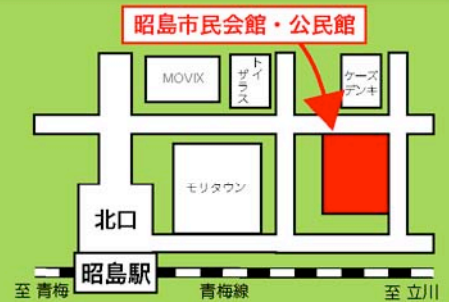 昭島市民会館・公民館
MOVIX
トイザラス
ケーズ
デンキ
モリタウン
北口
昭島駅
至 青梅
青梅線
至 立川